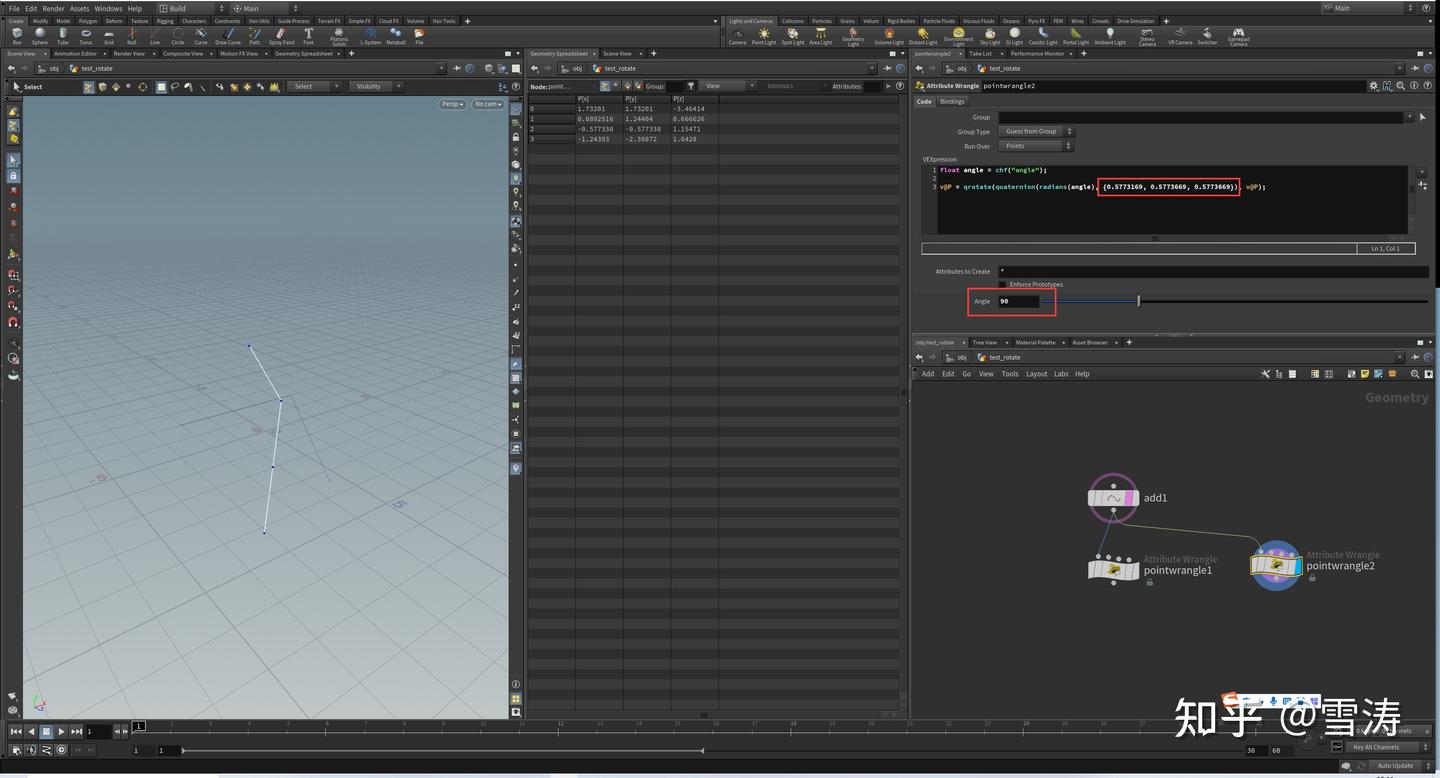 File Edit Render Assets Windows Help Build Main Main
Create Modify Model Polygon Deform Texture Rigging Characters Constraints Hair Utils Guide Process Terrain FX Simple FX Cloud FX Volume Hair Tools
Lights and Cameras Collisions Particles Grains Vellum Rigid Bodies Particle Fluids Viscous Fluids Oceans Pyro FX FEM Wires Crowds Drive Simulation
Box Sphere Tube Torus Grid Null Line Circle Curve Draw Curve Path Spray Paint Font Platonic Solids L-System Metaball File
Camera Point Light Spot Light Area Light Geometry Light Volume Light Distant Light Environment Light Sky Light GI Light Caustic Light Portal Light Ambient Light Stereo Camera VR Camera Switcher Gamepad Camera
Scene View Animation Editor Render View Composite View Motion FX View
obj test_rotate
Select Select Visibility
Persp No cam
Geometry Spreadsheet Scene View
obj test_rotate
Node: point... Group: View Intrinsics Attributes:
P[x] P[y] P[z]
0 1.73201 1.73201 -3.46414
1 0.0892516 1.24404 0.666626
2 -0.577338 -0.577338 1.15471
3 -1.24393 -2.39872 1.6428
pointwrangle2 Take List Performance Monitor
obj test_rotate
Attribute Wrangle pointwrangle2
Code Bindings
Group
Group Type Guess from Group
Run Over Points
VEXpression
1 float angle = chf("angle");
2
3 v@P = qrotate(quaternion(radians(angle), {0.5773169, 0.5773669, 0.5773669}), v@P);
Ln 1, Col 1
Attributes to Create *
Enforce Prototypes
Angle 90
/obj/test_rotate Tree View Material Palette Asset Browser
obj test_rotate
Add Edit Go View Tools Layout Labs Help
Geometry
add1
Attribute Wrangle
pointwrangle1
Attribute Wrangle
pointwrangle2
知乎 @雪涛
1
1 1 30 60
Key All Channels
Auto Update